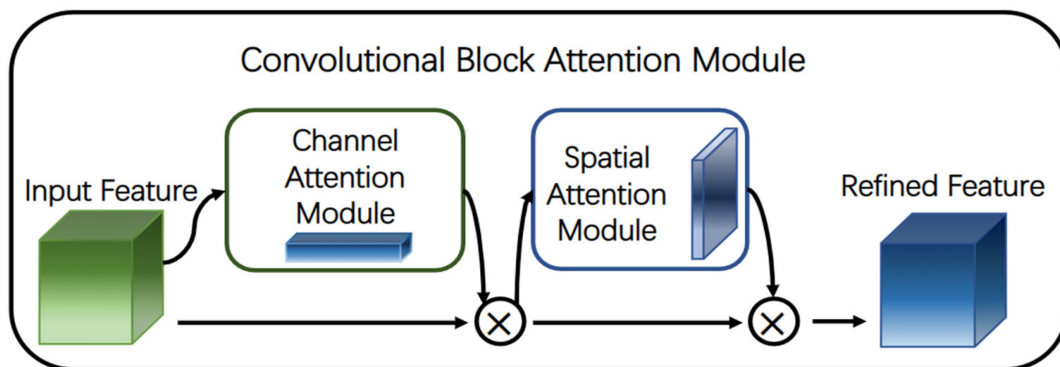 Convolutional Block Attention Module
Channel
Attention
Module
Spatial
Attention
Module
Input Feature
Refined Feature